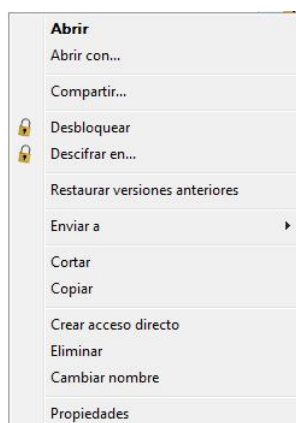 Abrir
Abrir con...
Compartir...
Desbloquear
Descifrar en...
Restaurar versiones anteriores
Enviar a
Cortar
Copiar
Crear acceso directo
Eliminar
Cambiar nombre
Propiedades